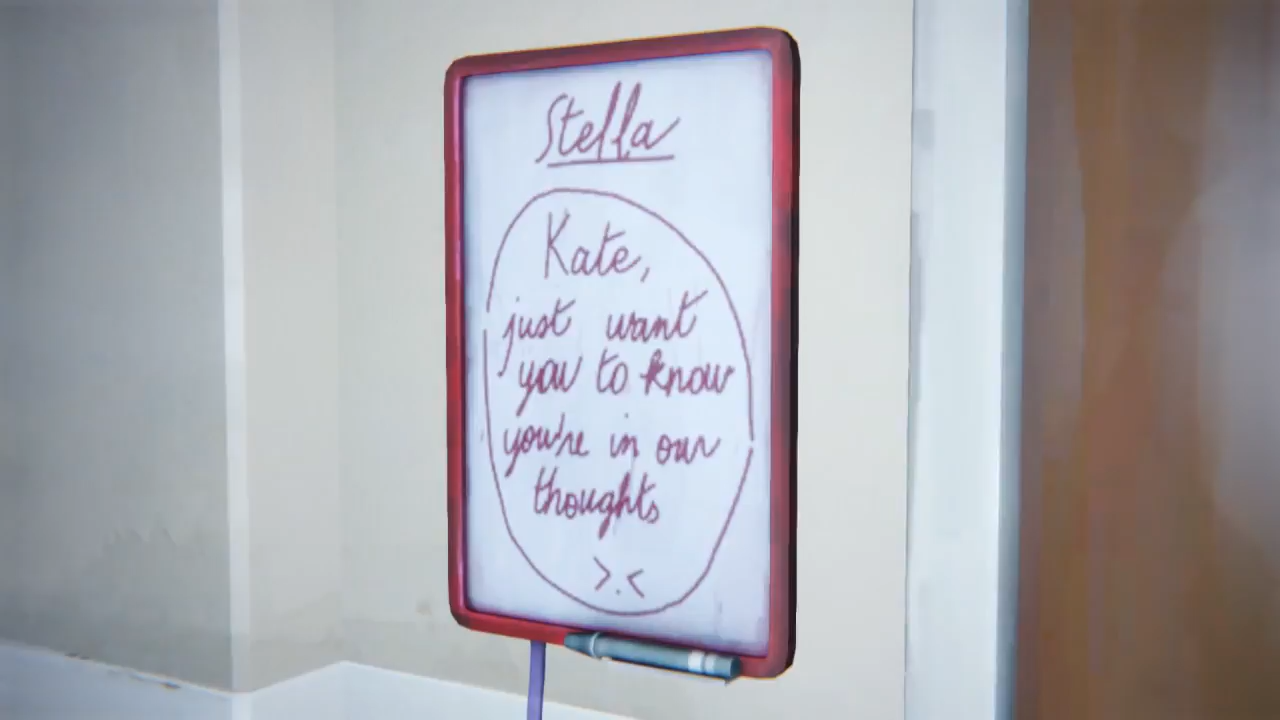 Stella
Kate,
just want
you to know
you're in our
thoughts
>.<